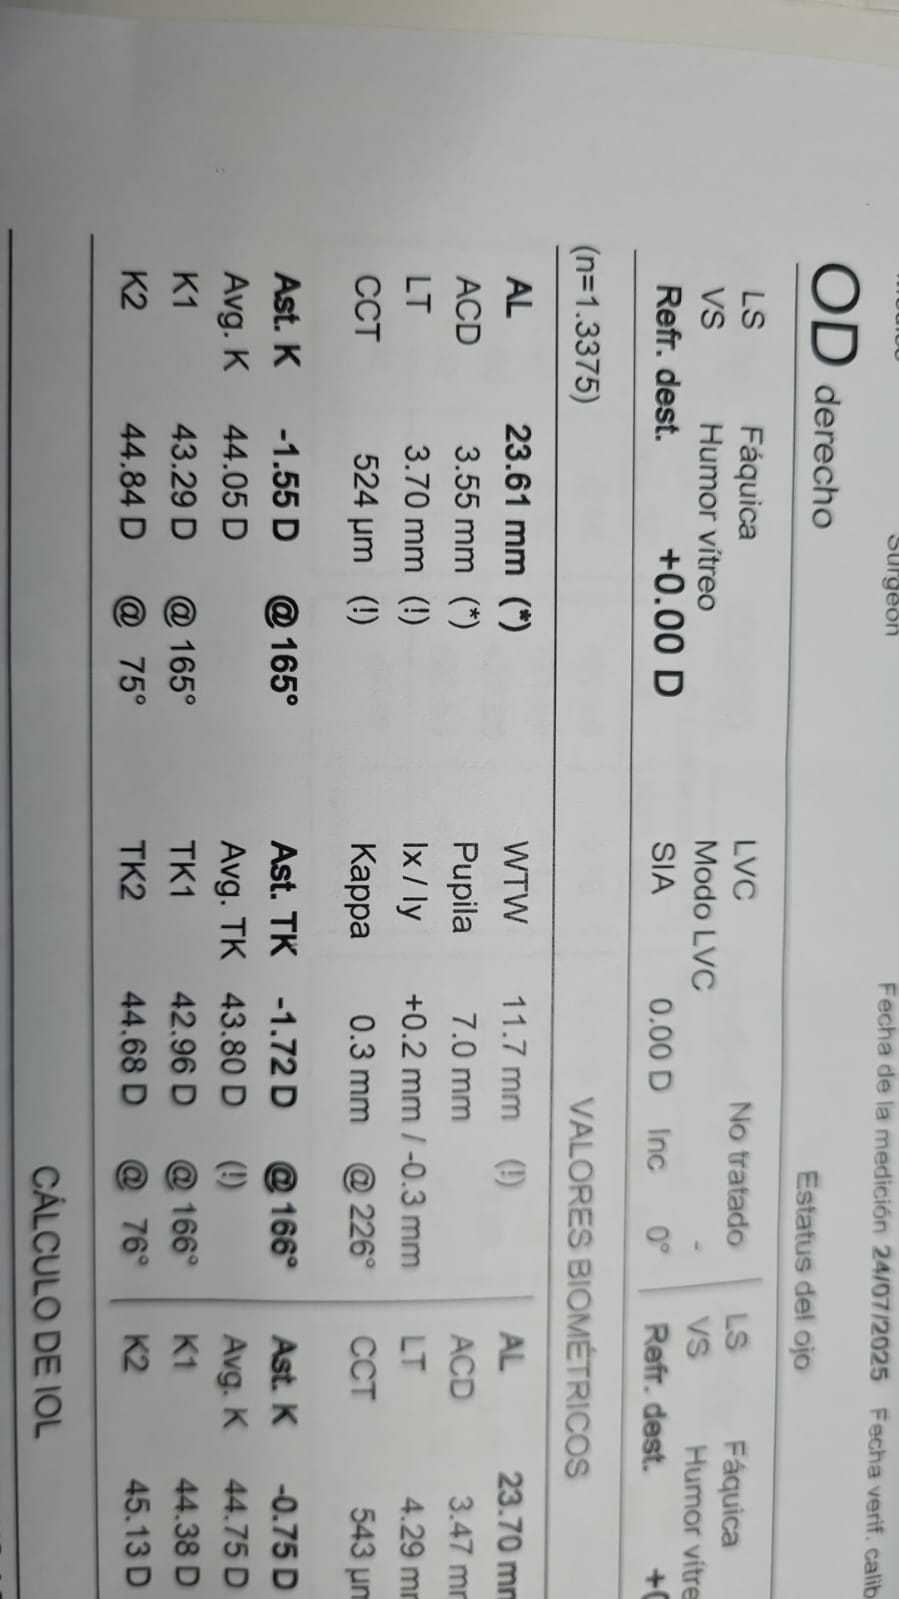 Surgeon
Fecha de la medición 24/07/2025 Fecha verif. calib
OD derecho
Estatus del ojo
LS Fáquica LVC No tratado LS Fáquica
VS Humor vítreo Modo LVC - VS Humor vítre
Refr. dest. +0.00 D SIA 0.00 D Inc 0° Refr. dest. +0
(n=1.3375) VALORES BIOMÉTRICOS
AL 23.61 mm (*) WTW 11.7 mm (!) AL 23.70 mm
ACD 3.55 mm (*) Pupila 7.0 mm ACD 3.47 mm
LT 3.70 mm (!) Ix / Iy +0.2 mm / -0.3 mm LT 4.29 mm
CCT 524 µm (!) Kappa 0.3 mm @ 226° CCT 543 µm
Ast. K -1.55 D @ 165° Ast. TK -1.72 D @ 166° Ast. K -0.75 D
Avg. K 44.05 D Avg. TK 43.80 D (!) Avg. K 44.75 D
K1 43.29 D @ 165° TK1 42.96 D @ 166° K1 44.38 D
K2 44.84 D @ 75° TK2 44.68 D @ 76° K2 45.13 D
CÁLCULO DE IOL